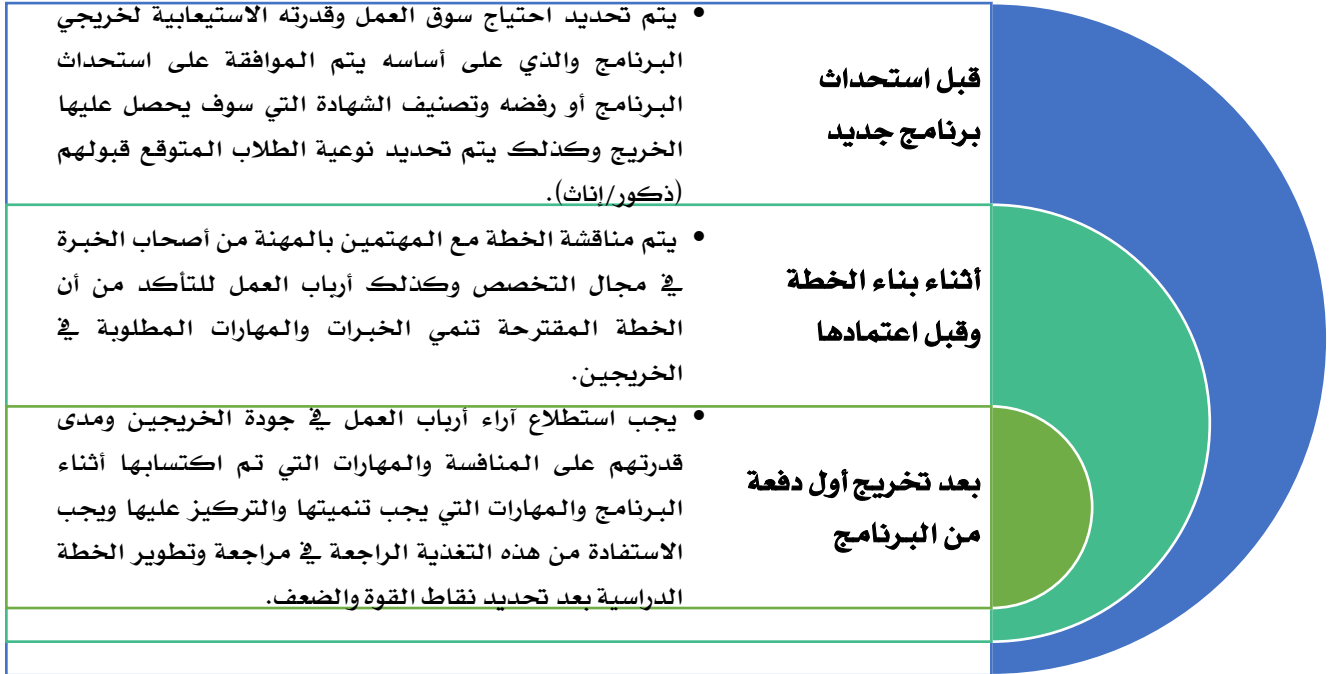 قبل استحداث
برنامج جديد
• يتم تحديد احتياج سوق العمل وقدرته الاستيعابية لخريجي
البرنامج والذي على أساسه يتم الموافقة على استحداث
البرنامج أو رفضه وتصنيف الشهادة التي سوف يحصل عليها
الخريج وكذلك يتم تحديد نوعية الطلاب المتوقع قبولهم
(ذكور/إناث).
أثناء بناء الخطة
وقبل اعتمادها
• يتم مناقشة الخطة مع المهتمين بالمهنة من أصحاب الخبرة
في مجال التخصص وكذلك أرباب العمل للتأكد من أن
الخطة المقترحة تنمي الخبرات والمهارات المطلوبة في
الخريجين.
بعد تخريج أول دفعة
من البرنامج
• يجب استطلاع آراء أرباب العمل في جودة الخريجين ومدى
قدرتهم على المنافسة والمهارات التي تم اكتسابها أثناء
البرنامج والمهارات التي يجب تنميتها والتركيز عليها ويجب
الاستفادة من هذه التغذية الراجعة في مراجعة وتطوير الخطة
الدراسية بعد تحديد نقاط القوة والضعف.